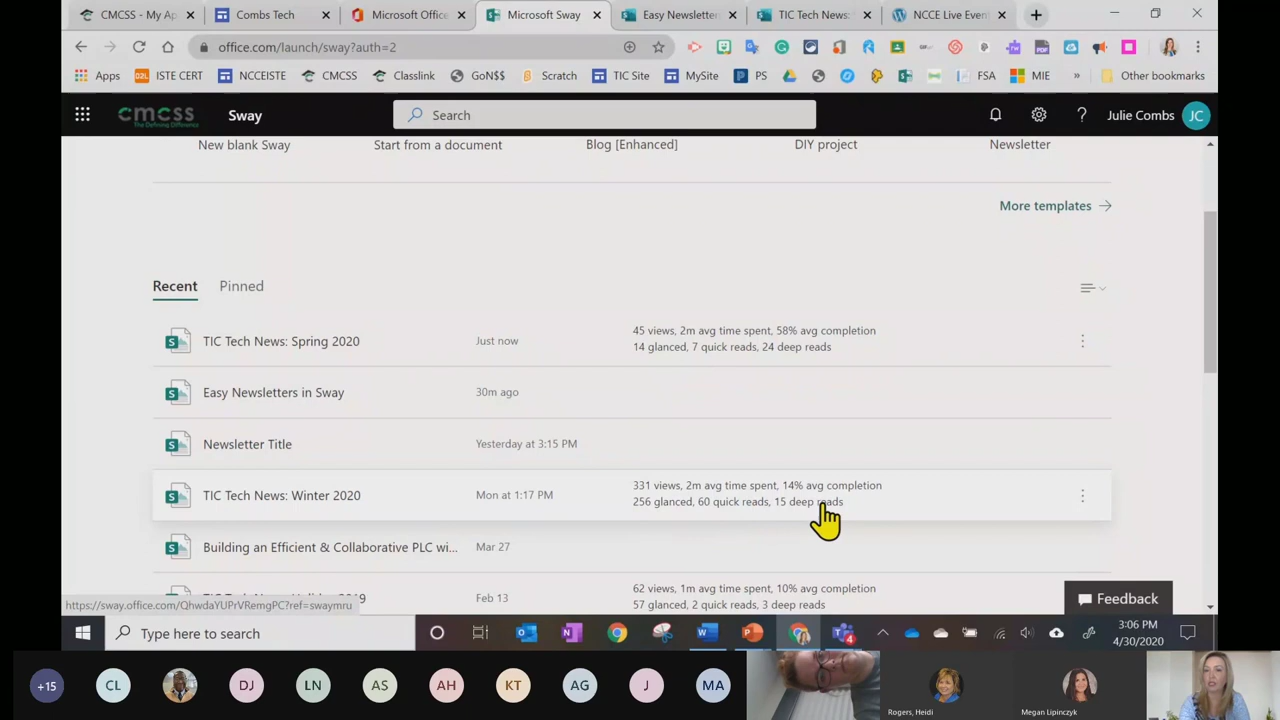 CMCSS - My Ap
Combs Tech
Microsoft Office
Microsoft Sway
Easy Newsletter
TIC Tech News:
NCCE Live Even
office.com/launch/sway?auth=2
Apps
D2L
ISTE CERT
NCCEISTE
CMCSS
Classlink
GoN$$
Scratch
TIC Site
MySite
PS
FSA
MIE
»
Other bookmarks
cmcss
The Defining Difference
Sway
Search
?
Julie Combs
JC
New blank Sway
Start from a document
Blog [Enhanced]
DIY project
Newsletter
More templates
Recent
Pinned
TIC Tech News: Spring 2020
Just now
45 views, 2m avg time spent, 58% avg completion
14 glanced, 7 quick reads, 24 deep reads
Easy Newsletters in Sway
30m ago
Newsletter Title
Yesterday at 3:15 PM
TIC Tech News: Winter 2020
Mon at 1:17 PM
331 views, 2m avg time spent, 14% avg completion
256 glanced, 60 quick reads, 15 deep reads
Building an Efficient & Collaborative PLC wi...
Mar 27
Feb 13
62 views, 1m avg time spent, 10% avg completion
57 glanced, 2 quick reads, 3 deep reads
Feedback
https://sway.office.com/QhwdaYUPrVRemgPC?ref=swaymru
Type here to search
3:06 PM
4/30/2020
+15
CL
DJ
LN
AS
AH
KT
AG
J
MA
Rogers, Heidi
Megan Lipinczyk